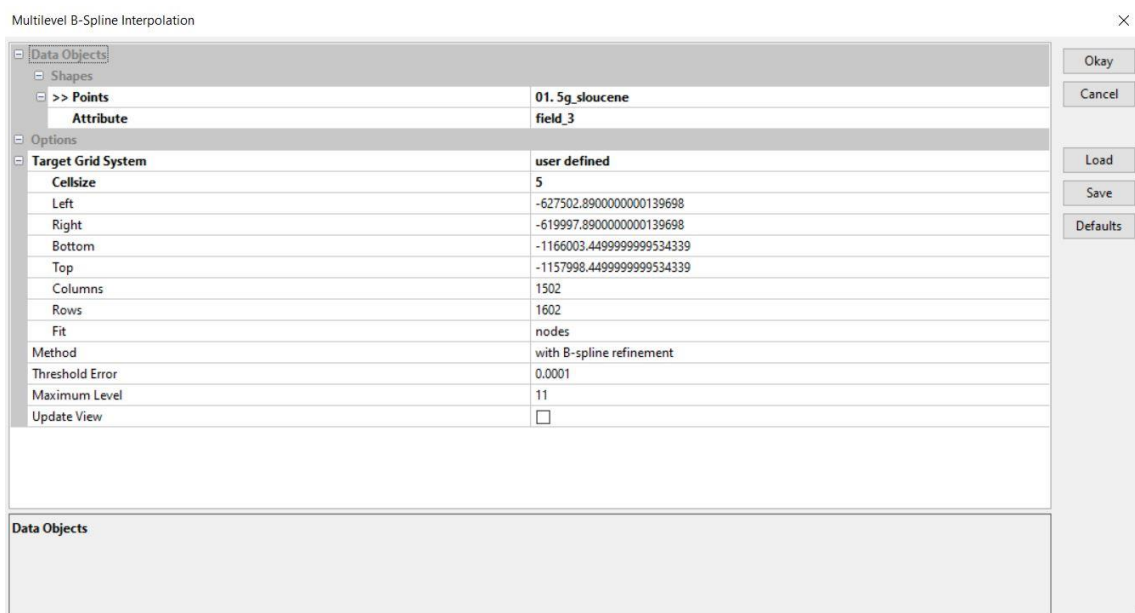 Multilevel B-Spline Interpolation
Data Objects
Shapes
>> Points 01. 5g_sloucene
Attribute field_3
Options
Target Grid System user defined
Cellsize 5
Left -627502.8900000000139698
Right -619997.8900000000139698
Bottom -1166003.4499999999534339
Top -1157998.4499999999534339
Columns 1502
Rows 1602
Fit nodes
Method with B-spline refinement
Threshold Error 0.0001
Maximum Level 11
Update View
Data Objects
Okay
Cancel
Load
Save
Defaults